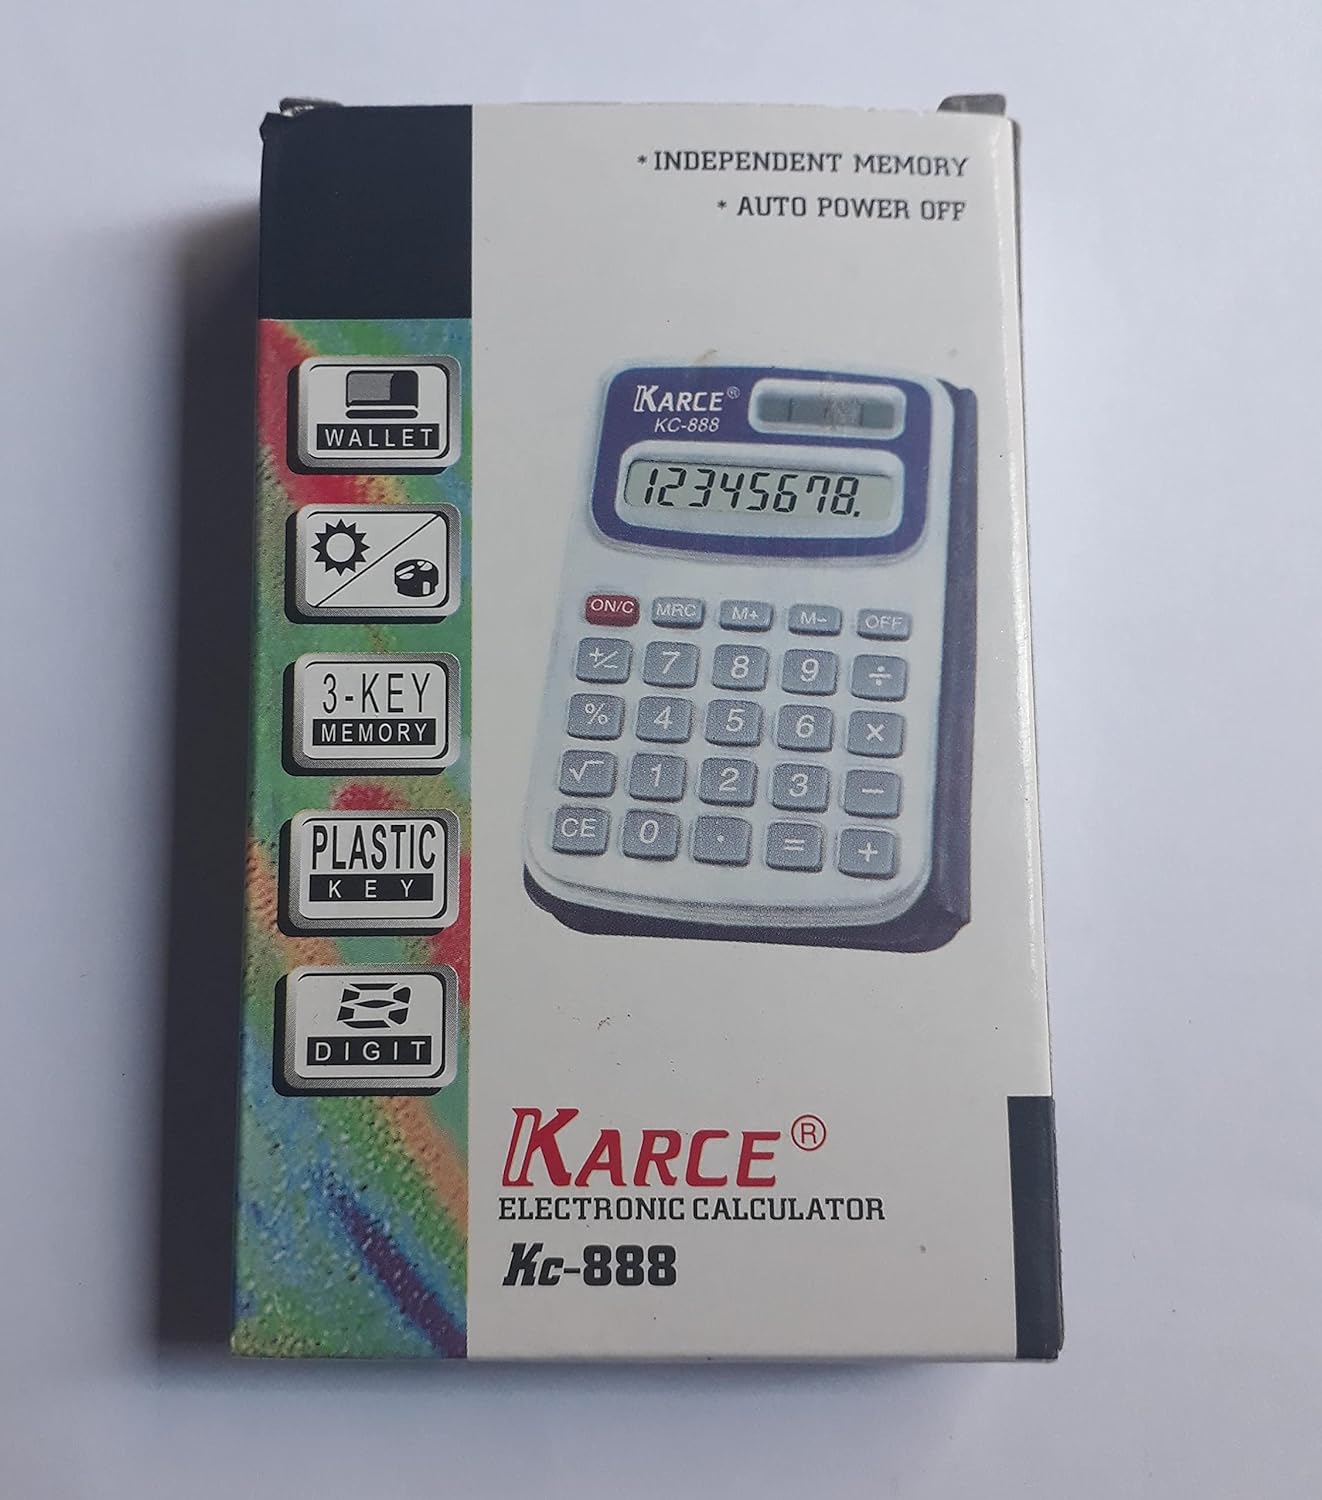 * INDEPENDENT MEMORY
* AUTO POWER OFF
WALLET
3-KEY
MEMORY
PLASTIC
KEY
8
DIGIT
KARCE®
KC-888
12345678.
ON/C MRC M+ M- OFF
+/- 7 8 9 ÷
% 4 5 6 ×
√ 1 2 3 -
CE 0 . = +
KARCE®
ELECTRONIC CALCULATOR
Kc-888